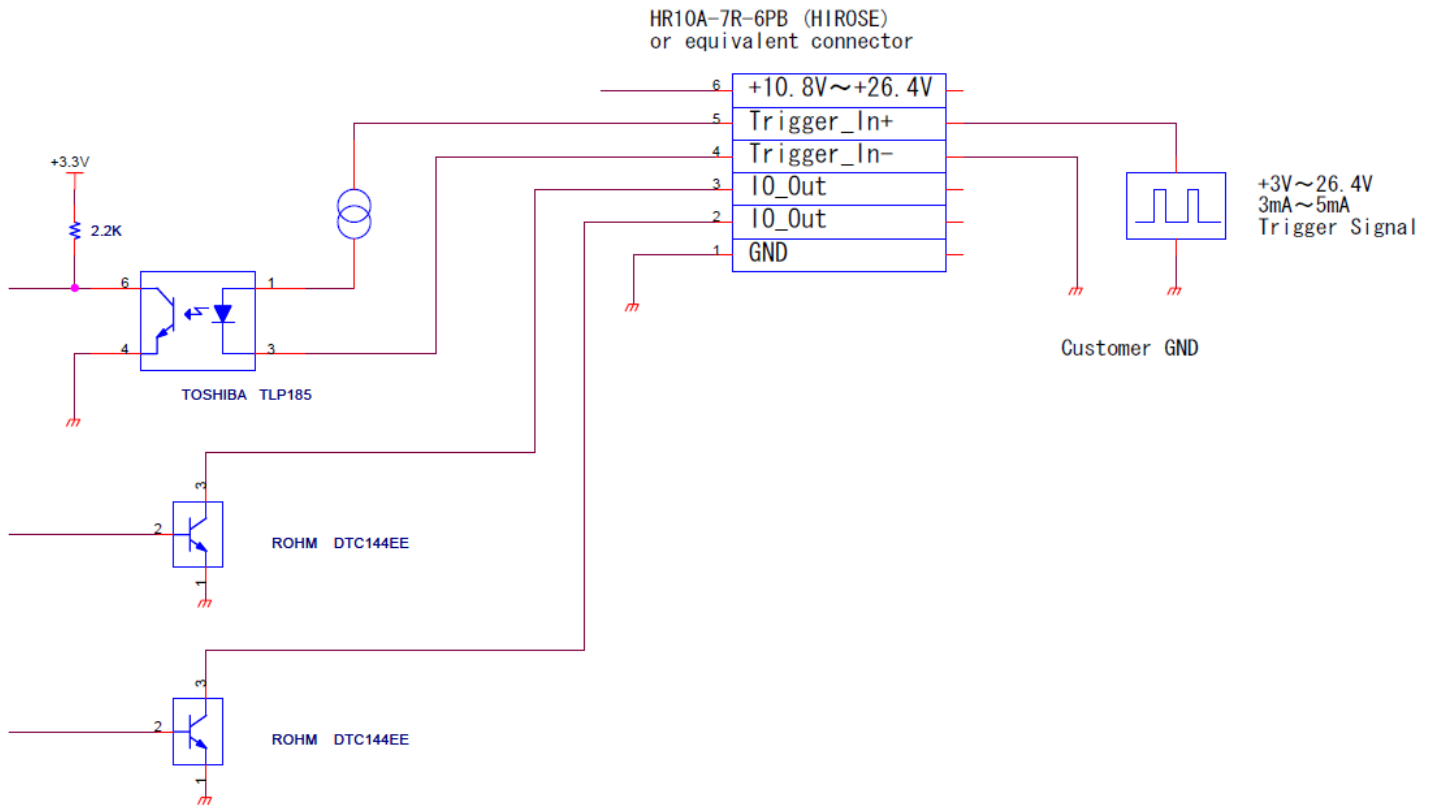 HR10A-7R-6PB (HIROSE)
or equivalent connector
6 +10.8V～+26.4V
5 Trigger_In+
4 Trigger_In-
3 IO_Out
2 IO_Out
1 GND
+3V～26.4V
3mA～5mA
Trigger Signal
Customer GND
+3.3V
2.2K
6 1
4 3
TOSHIBA TLP185
3
2
ROHM DTC144EE
1
3
2
ROHM DTC144EE
1